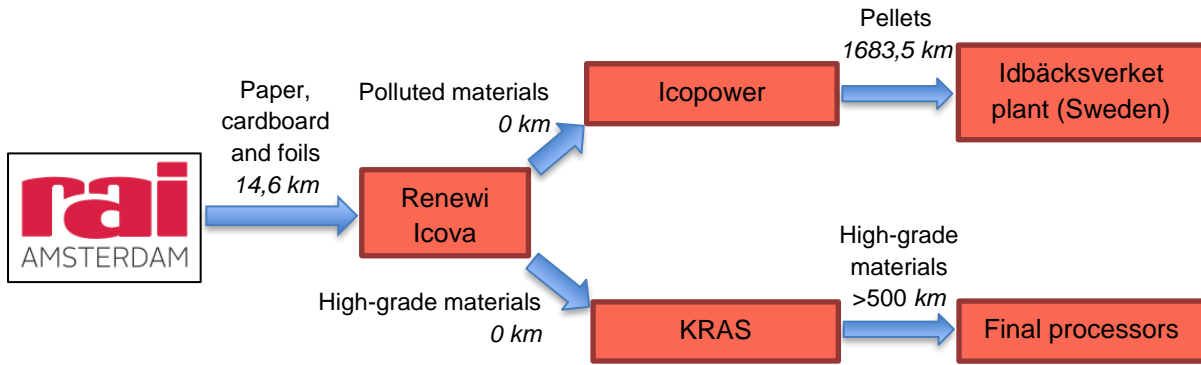 rai
AMSTERDAM
Paper,
cardboard
and foils
14,6 km
Renewi
Icova
Polluted materials
0 km
Icopower
Pellets
1683,5 km
Idbäcksverket
plant (Sweden)
High-grade materials
0 km
KRAS
High-grade
materials
>500 km
Final processors